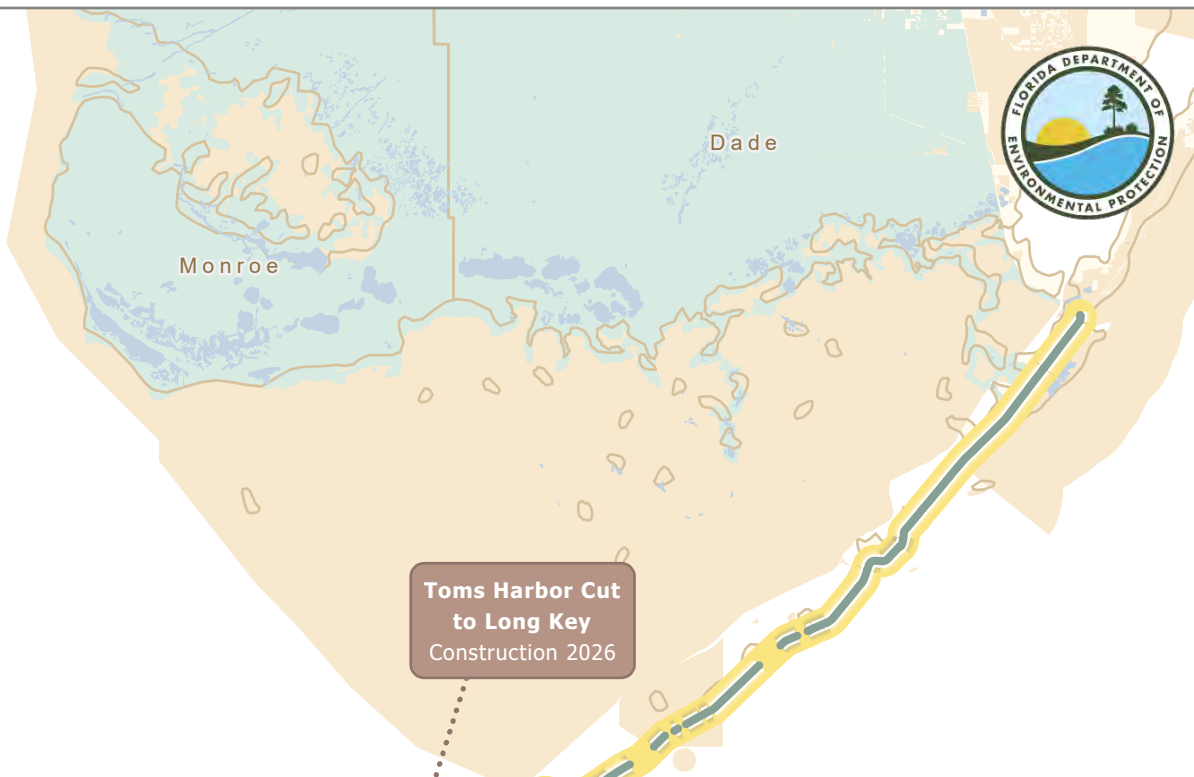 FLORIDA DEPARTMENT OF
ENVIRONMENTAL PROTECTION
Dade
Monroe
Toms Harbor Cut
to Long Key
Construction 2026